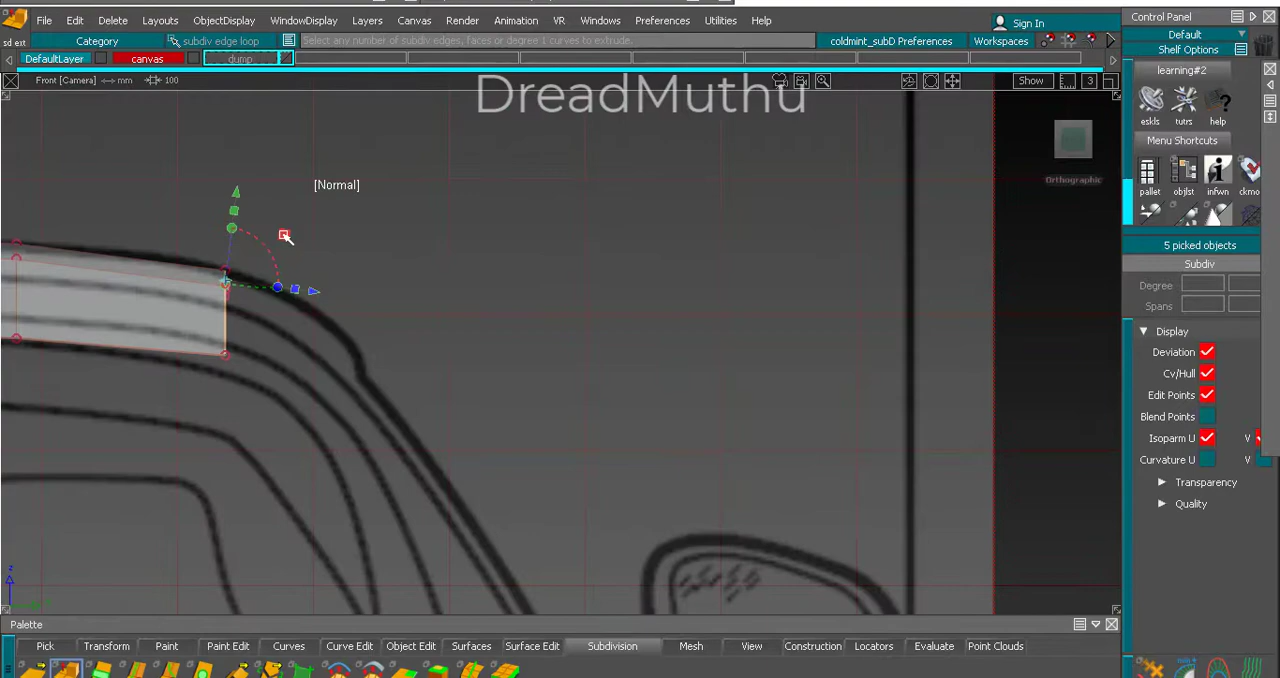 File Edit Delete Layouts ObjectDisplay WindowDisplay Layers Canvas Render Animation VR Windows Preferences Utilities Help
Sign In
Control Panel
Default
sd ext Category subdiv edge loop Select any number of subdiv edges, faces or degree 1 curves to extrude. coldmint_subD Preferences Workspaces
Shelf Options
DefaultLayer canvas dump
learning#2
Front [Camera] mm 100
Show 3
DreadMuthu
eskls tutrs help
Menu Shortcuts
Orthographic
[Normal]
pallet objlst infwn ckmo
5 picked objects
Subdiv
Degree
Spans
Display
Deviation
Cv/Hull
Edit Points
Blend Points
Isoparm U V
Curvature U V
Transparency
Quality
z
Palette
Pick Transform Paint Paint Edit Curves Curve Edit Object Edit Surfaces Surface Edit Subdivision Mesh View Construction Locators Evaluate Point Clouds